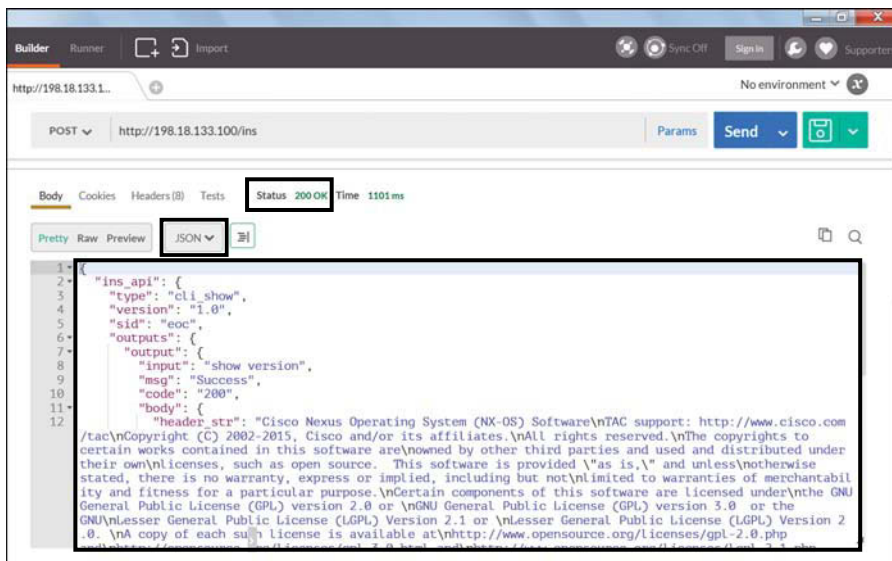 Builder Runner Import Sync Off Sign in Supporter
http://198.18.133.1... No environment
POST http://198.18.133.100/ins Params Send
Body Cookies Headers (8) Tests Status 200 OK Time 1101 ms
Pretty Raw Preview JSON
1 {
2 "ins_api": {
3 "type": "cli_show",
4 "version": "1.0",
5 "sid": "eoc",
6 "outputs": {
7 "output": {
8 "input": "show version",
9 "msg": "Success",
10 "code": "200",
11 "body": {
12 "header_str": "Cisco Nexus Operating System (NX-OS) Software\nTAC support: http://www.cisco.com
/tac\nCopyright (C) 2002-2015, Cisco and/or its affiliates.\nAll rights reserved.\nThe copyrights to
certain works contained in this software are\nowned by other third parties and used and distributed under
their own\nlicenses, such as open source.  This software is provided \"as is,\" and unless\notherwise
stated, there is no warranty, express or implied, including but not\nlimited to warranties of merchantabil
ity and fitness for a particular purpose.\nCertain components of this software are licensed under\nthe GNU
General Public License (GPL) version 2.0 or \nGNU General Public License (GPL) version 3.0  or the
GNU\nLesser General Public License (LGPL) Version 2.1 or \nLesser General Public License (LGPL) Version 2
.0. \nA copy of each such license is available at\nhttp://www.opensource.org/licenses/gpl-2.0.php